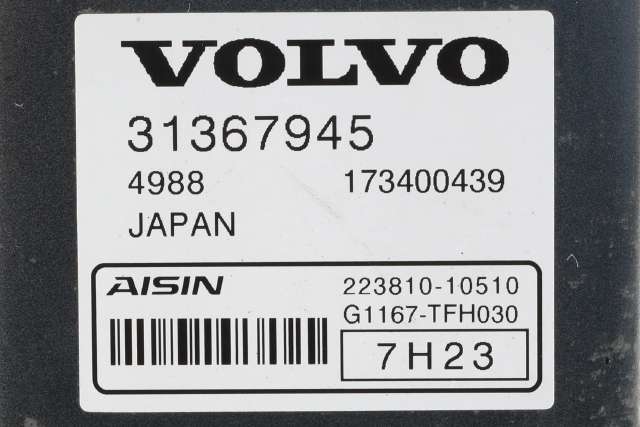 VOLVO
31367945
4988 173400439
JAPAN
AISIN 223810-10510
G1167-TFH030
7H23